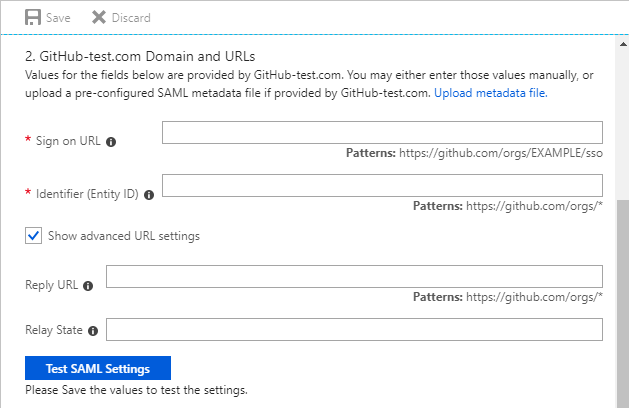 Save Discard
2. GitHub-test.com Domain and URLs
Values for the fields below are provided by GitHub-test.com. You may either enter those values manually, or
upload a pre-configured SAML metadata file if provided by GitHub-test.com. Upload metadata file.
* Sign on URL
Patterns: https://github.com/orgs/EXAMPLE/sso
* Identifier (Entity ID)
Patterns: https://github.com/orgs/*
Show advanced URL settings
Reply URL
Patterns: https://github.com/orgs/*
Relay State
Test SAML Settings
Please Save the values to test the settings.